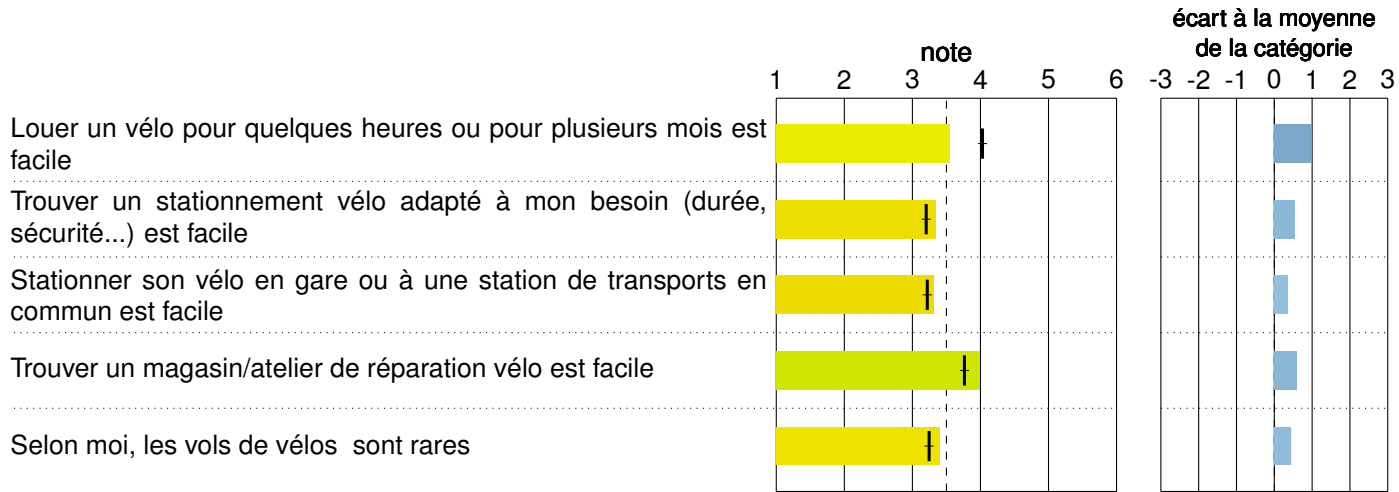 écart à la moyenne
note de la catégorie
1 2 3 4 5 6 -3 -2 -1 0 1 2 3
Louer un vélo pour quelques heures ou pour plusieurs mois est
facile
Trouver un stationnement vélo adapté à mon besoin (durée,
sécurité...) est facile
Stationner son vélo en gare ou à une station de transports en
commun est facile
Trouver un magasin/atelier de réparation vélo est facile
Selon moi, les vols de vélos sont rares